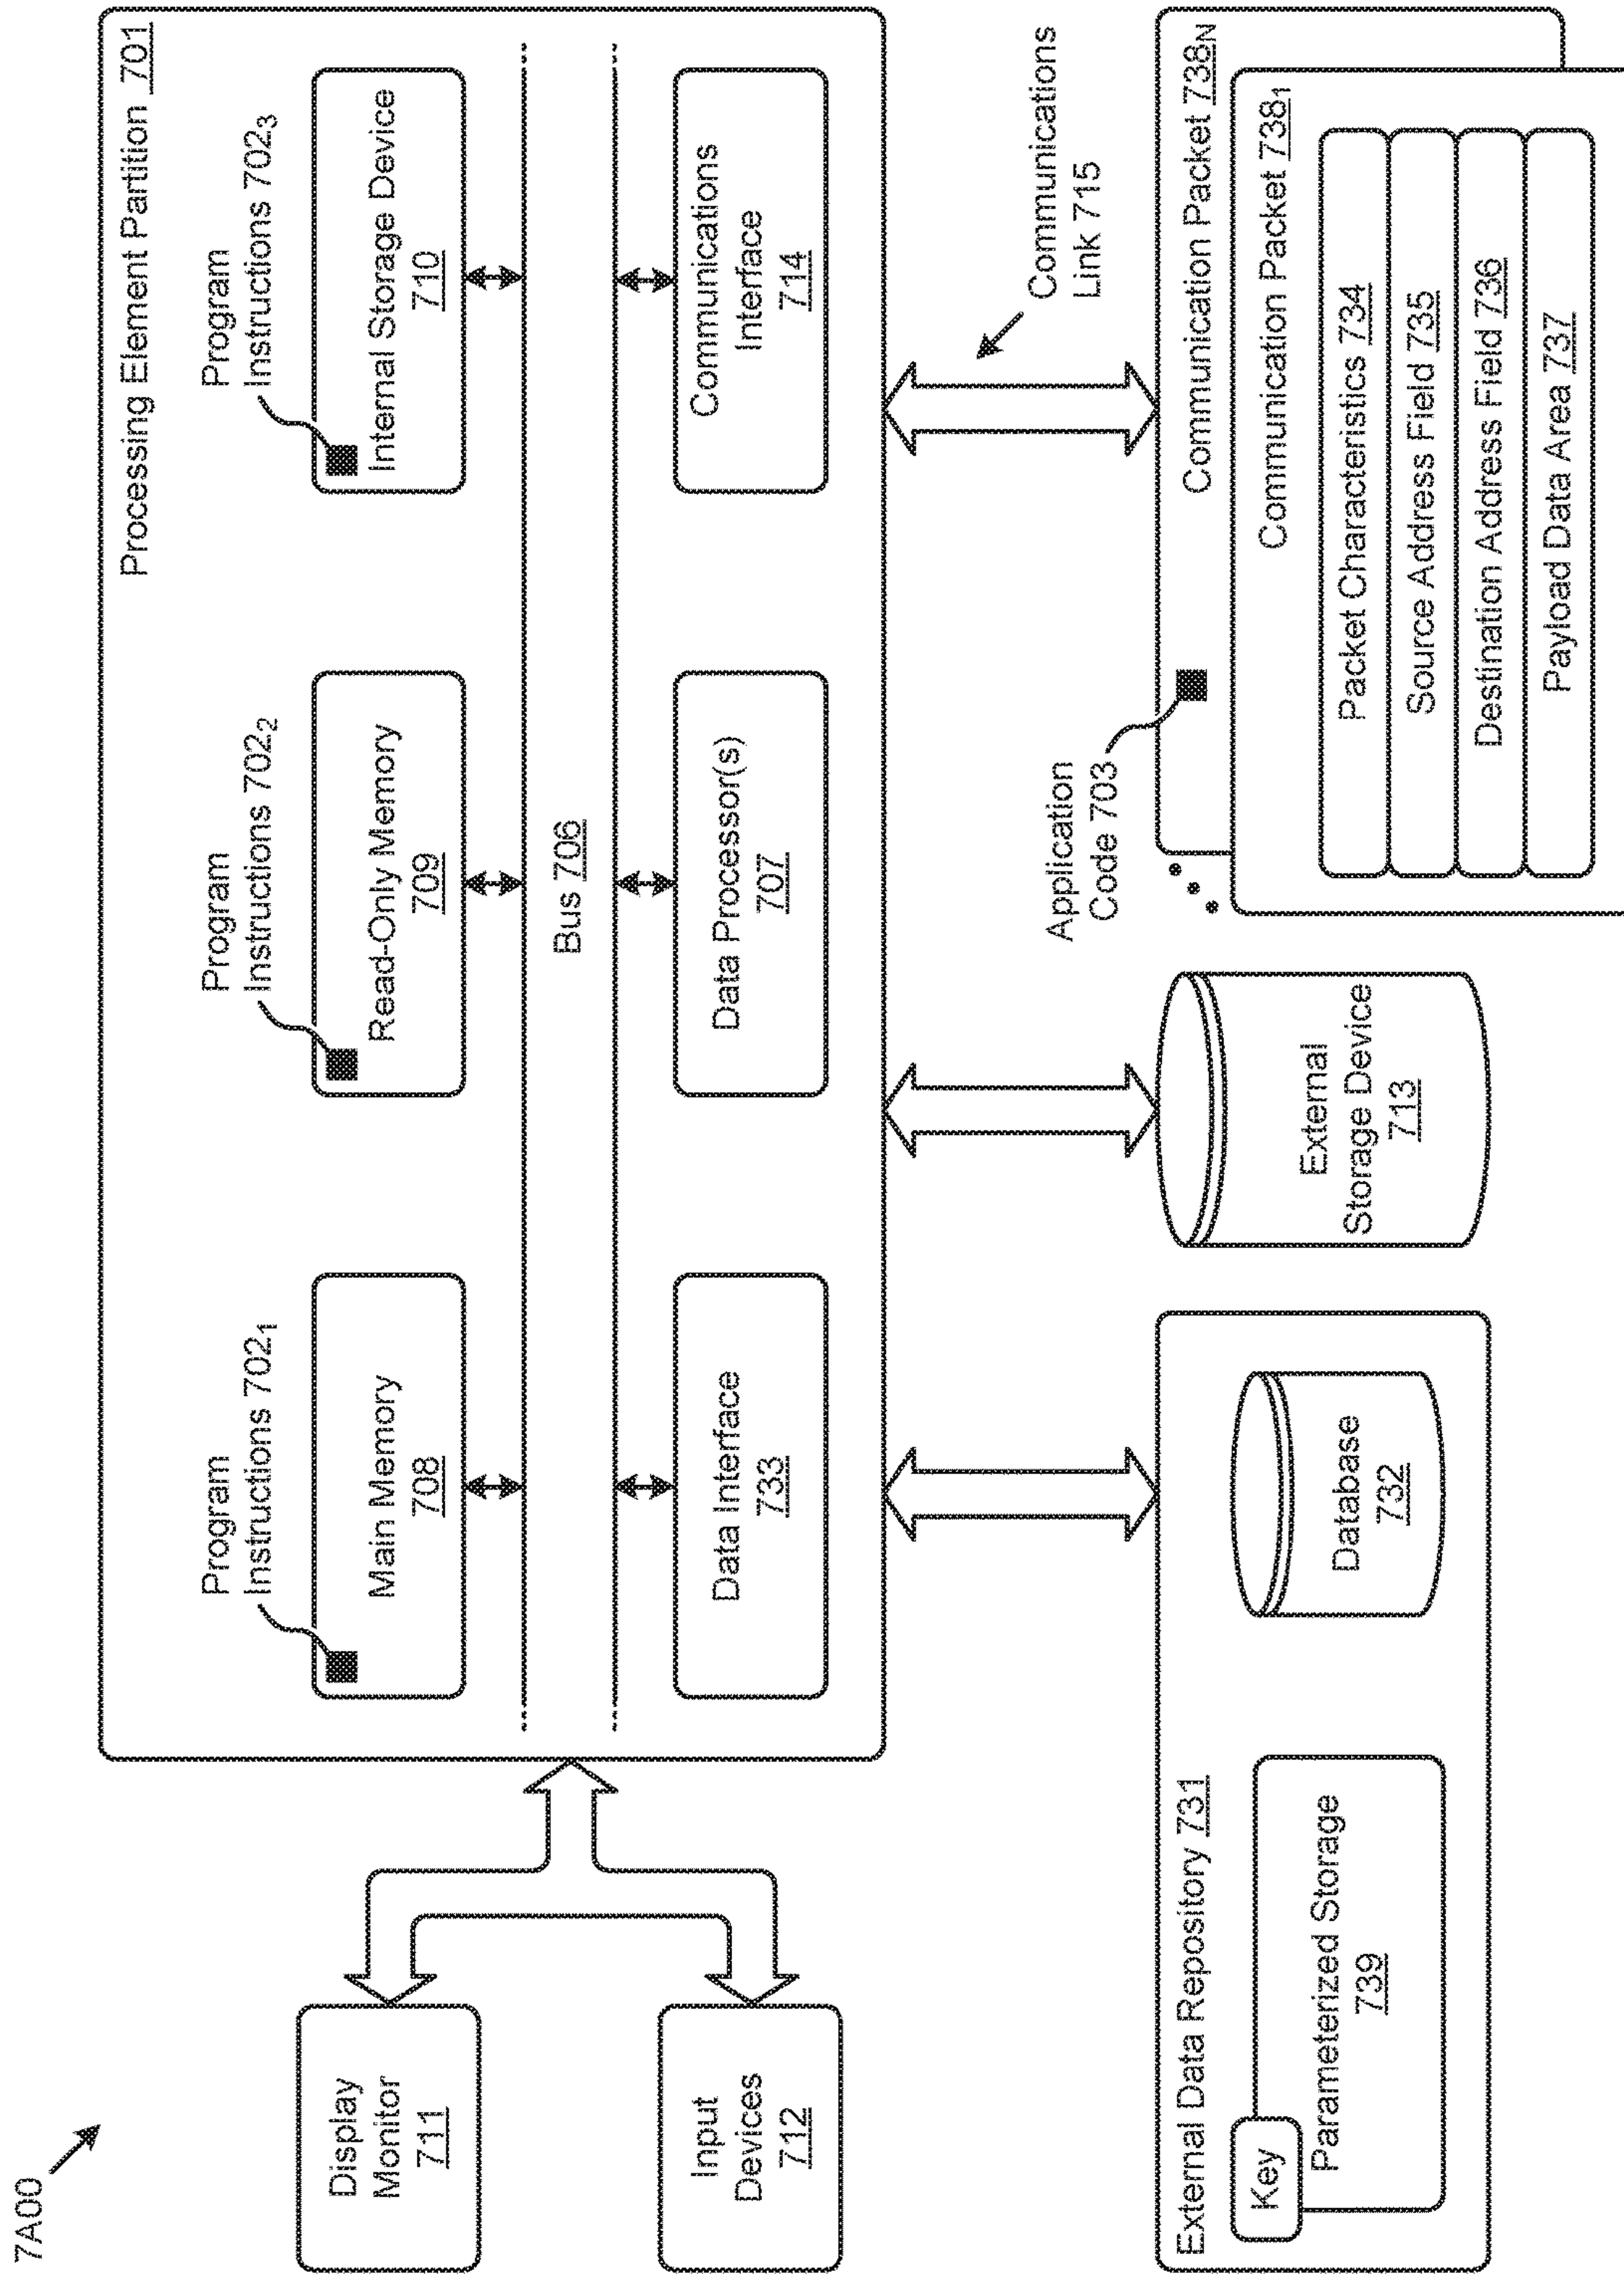 7A00
Processing Element Partition 701
Program
Instructions 702₁
Program
Instructions 702₂
Program
Instructions 702₃
Main Memory
708
Read-Only Memory
709
Internal Storage Device
710
Display
Monitor
711
Bus 706
Input
Devices
712
Data Interface
733
Data Processor(s)
707
Communications
Interface
714
Communications
Link 715
Application
Code 703
External Data Repository 731
Key
Parameterized Storage
739
Database
732
External
Storage Device
713
Communication Packet 738N
Communication Packet 738₁
Packet Characteristics 734
Source Address Field 735
Destination Address Field 736
Payload Data Area 737